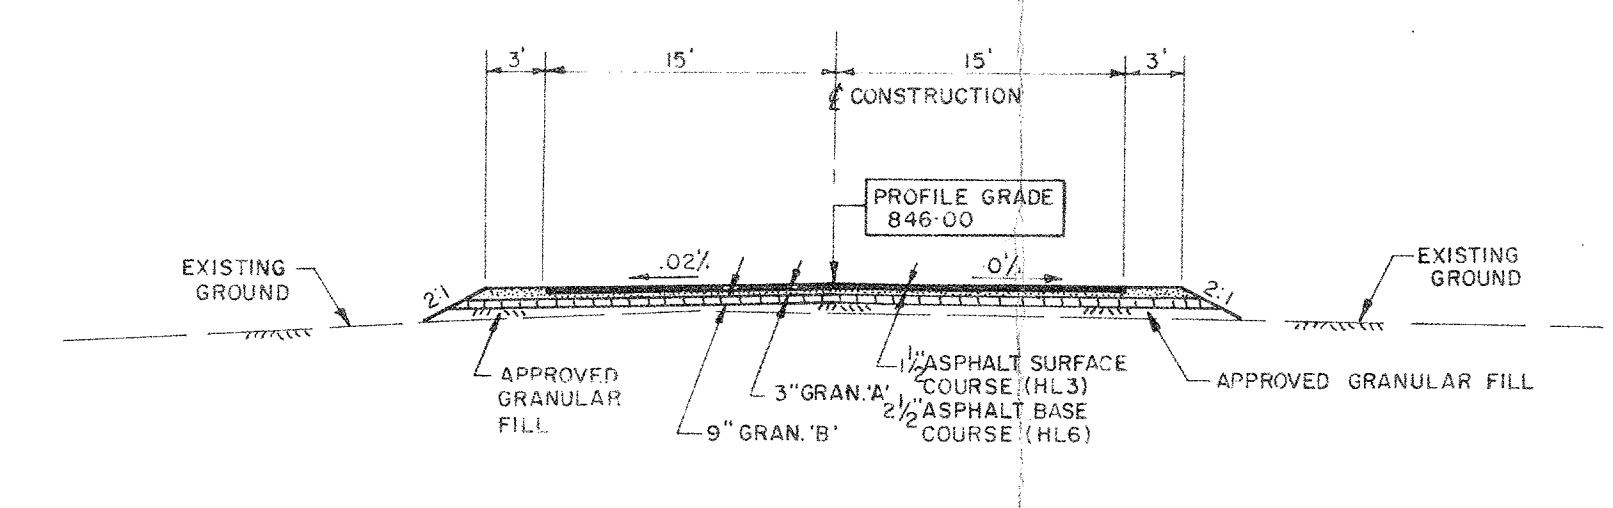 3' 15' 15' 3'
℄ CONSTRUCTION
PROFILE GRADE
846·00
EXISTING
GROUND
.02%
.0%
EXISTING
GROUND
2:1
2:1
APPROVED
GRANULAR
FILL
3" GRAN.'A'
9" GRAN.'B'
1½" ASPHALT SURFACE
COURSE (HL3)
2½" ASPHALT BASE
COURSE (HL6)
APPROVED GRANULAR FILL